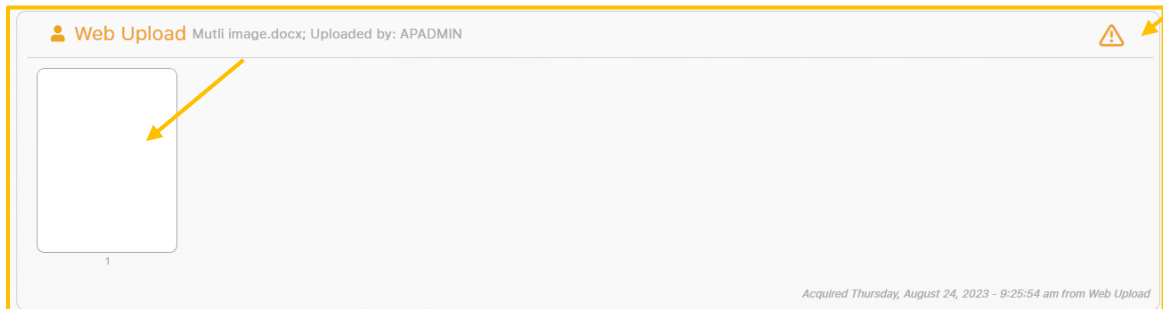 Web Upload Mutli image.docx; Uploaded by: APADMIN
1
Acquired Thursday, August 24, 2023 - 9:25:54 am from Web Upload